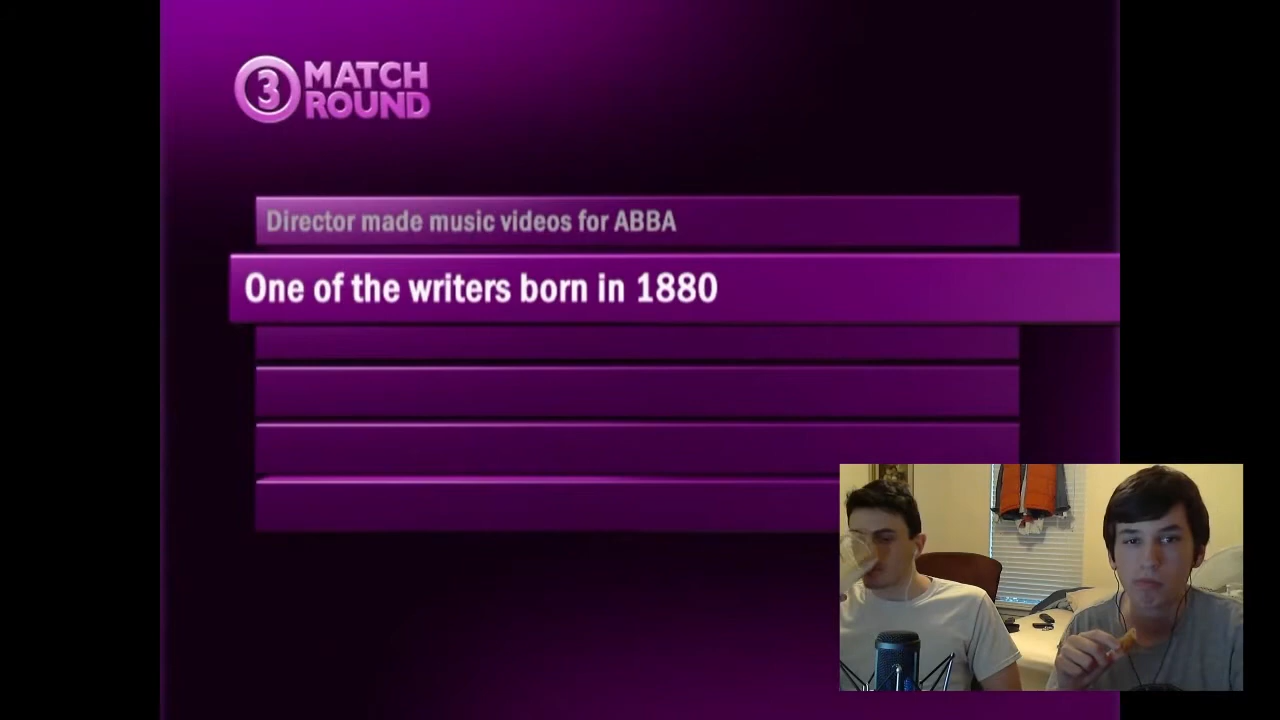 3 MATCH
ROUND
Director made music videos for ABBA
One of the writers born in 1880